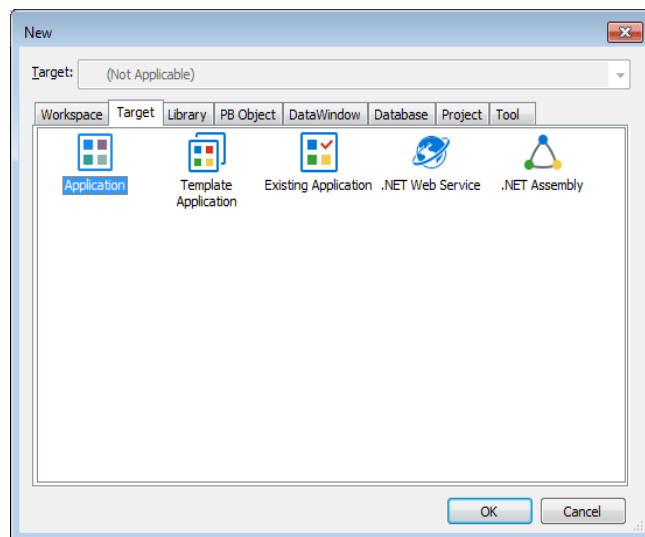 New
Target: (Not Applicable)
Workspace Target Library PB Object DataWindow Database Project Tool
Application Template Application Existing Application .NET Web Service .NET Assembly
OK Cancel